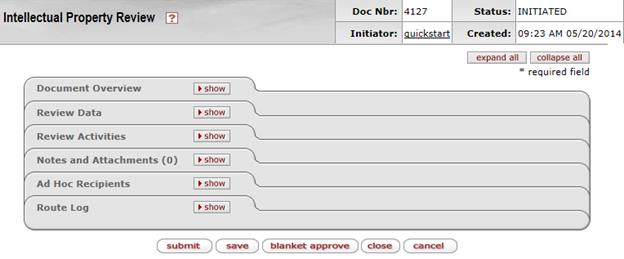 Intellectual Property Review ?
Doc Nbr: 4127 Status: INITIATED
Initiator: quickstart Created: 09:23 AM 05/20/2014
expand all collapse all
* required field
Document Overview show
Review Data show
Review Activities show
Notes and Attachments (0) show
Ad Hoc Recipients show
Route Log show
submit save blanket approve close cancel